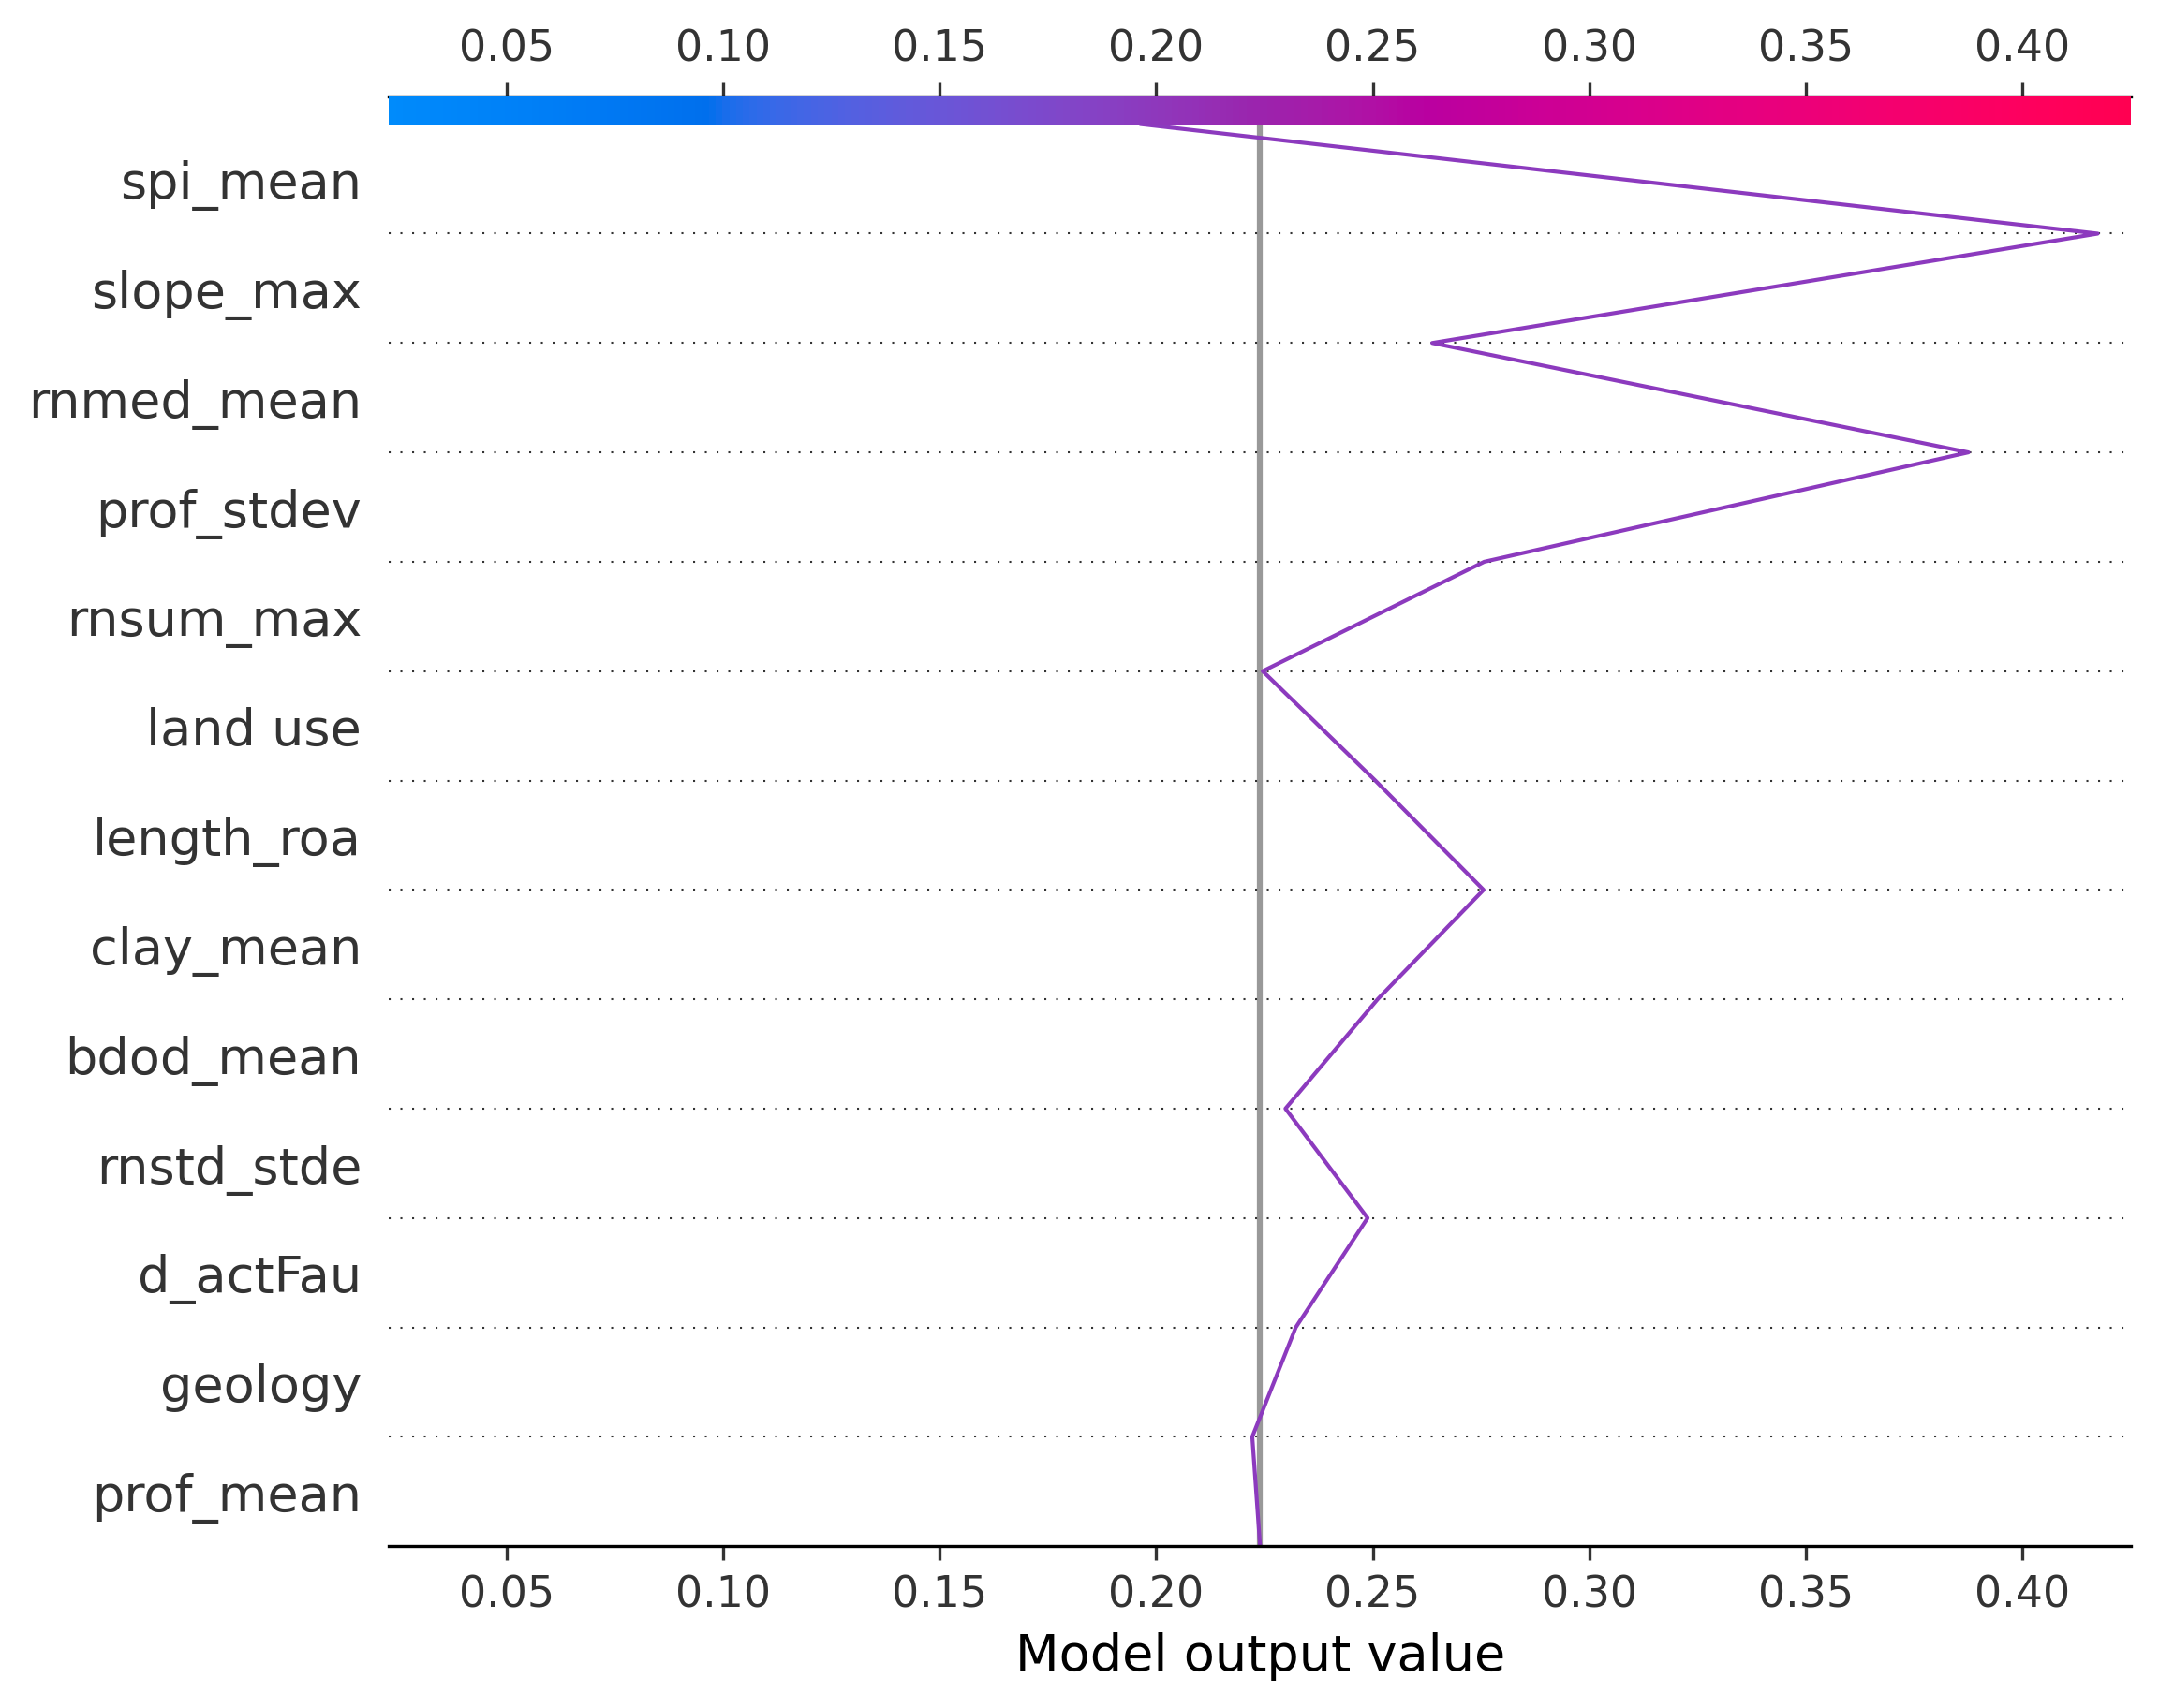 0.05 0.10 0.15 0.20 0.25 0.30 0.35 0.40
spi_mean
slope_max
rnmed_mean
prof_stdev
rnsum_max
land use
length_roa
clay_mean
bdod_mean
rnstd_stde
d_actFau
geology
prof_mean
0.05 0.10 0.15 0.20 0.25 0.30 0.35 0.40
Model output value